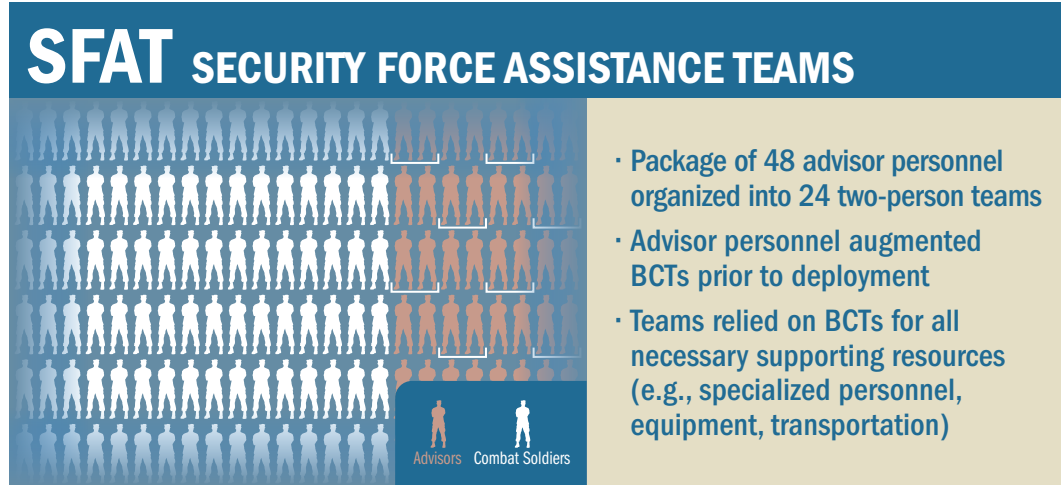 SFAT SECURITY FORCE ASSISTANCE TEAMS
· Package of 48 advisor personnel
organized into 24 two-person teams
· Advisor personnel augmented
BCTs prior to deployment
· Teams relied on BCTs for all
necessary supporting resources
(e.g., specialized personnel,
equipment, transportation)
Advisors Combat Soldiers